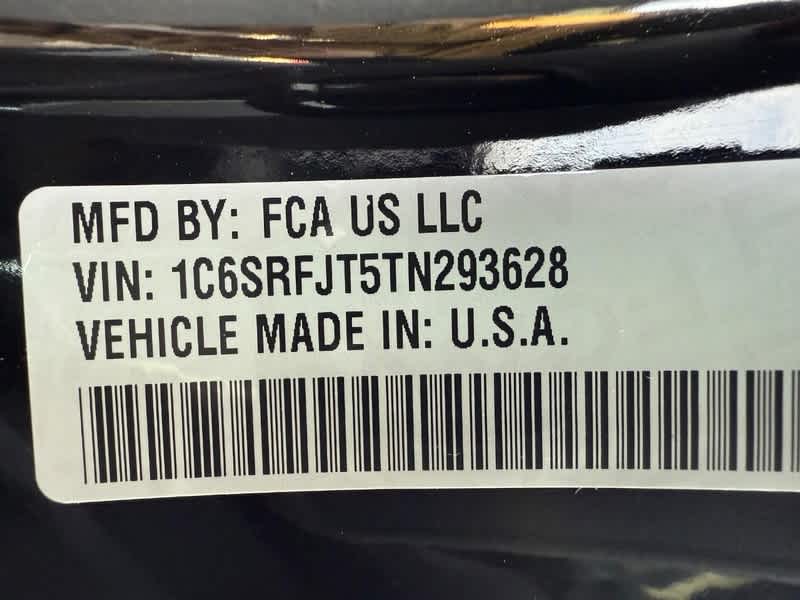 MFD BY: FCA US LLC
VIN: 1C6SRFJT5TN293628
VEHICLE MADE IN: U.S.A.